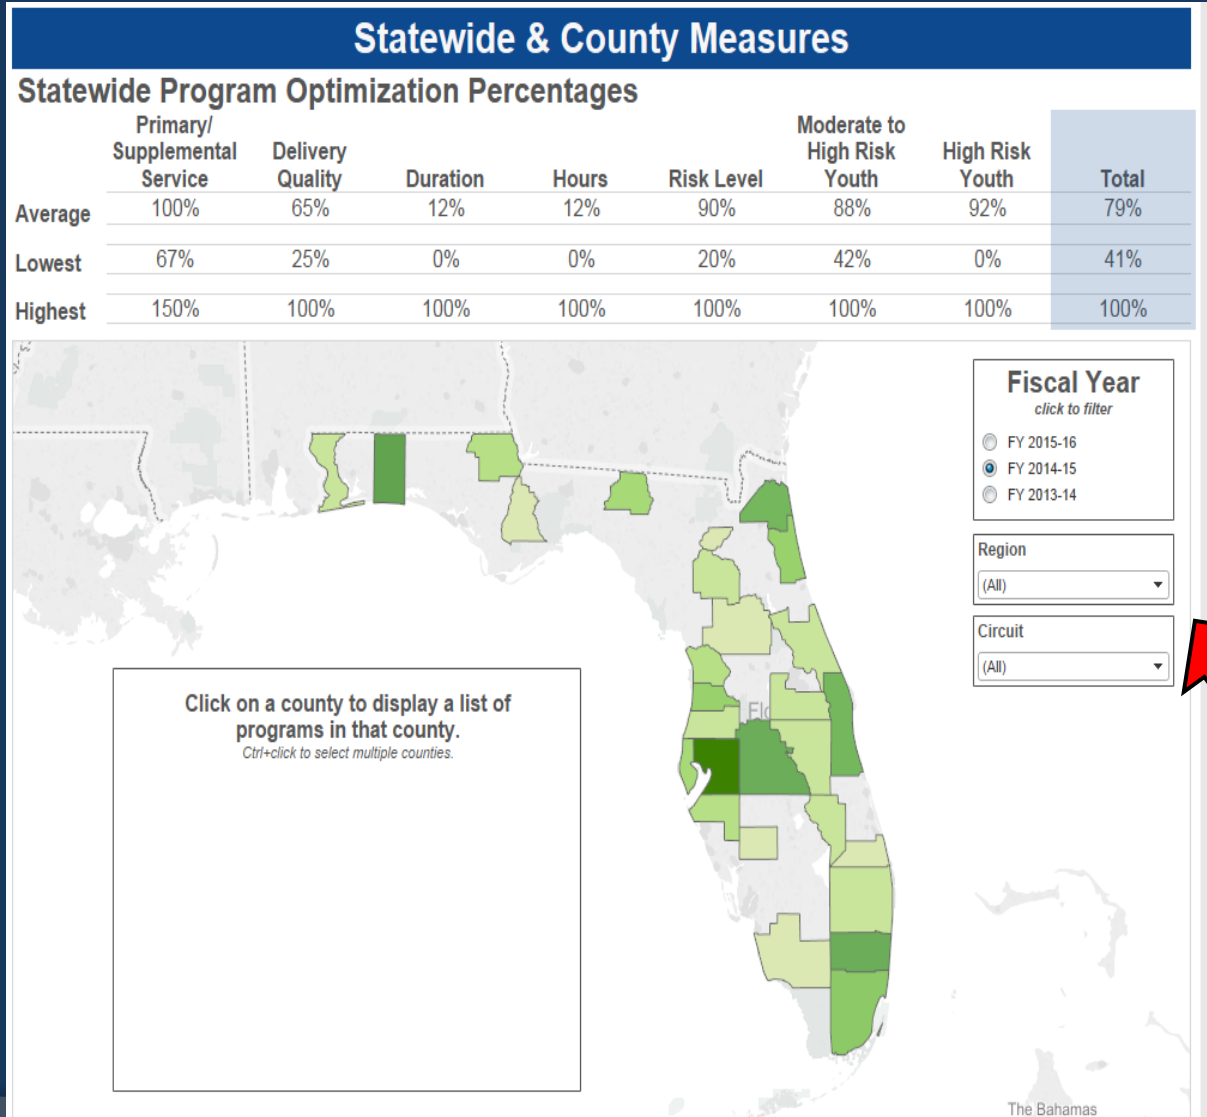 Statewide & County Measures
Statewide Program Optimization Percentages
Primary/
Supplemental
Service
Delivery
Quality
Duration
Hours
Risk Level
Moderate to
High Risk
Youth
High Risk
Youth
Total
Average 100% 65% 12% 12% 90% 88% 92% 79%
Lowest 67% 25% 0% 0% 20% 42% 0% 41%
Highest 150% 100% 100% 100% 100% 100% 100% 100%
Fiscal Year
click to filter
FY 2015-16
FY 2014-15
FY 2013-14
Region
(All)
Circuit
(All)
Click on a county to display a list of
programs in that county.
Ctrl+click to select multiple counties.
The Bahamas